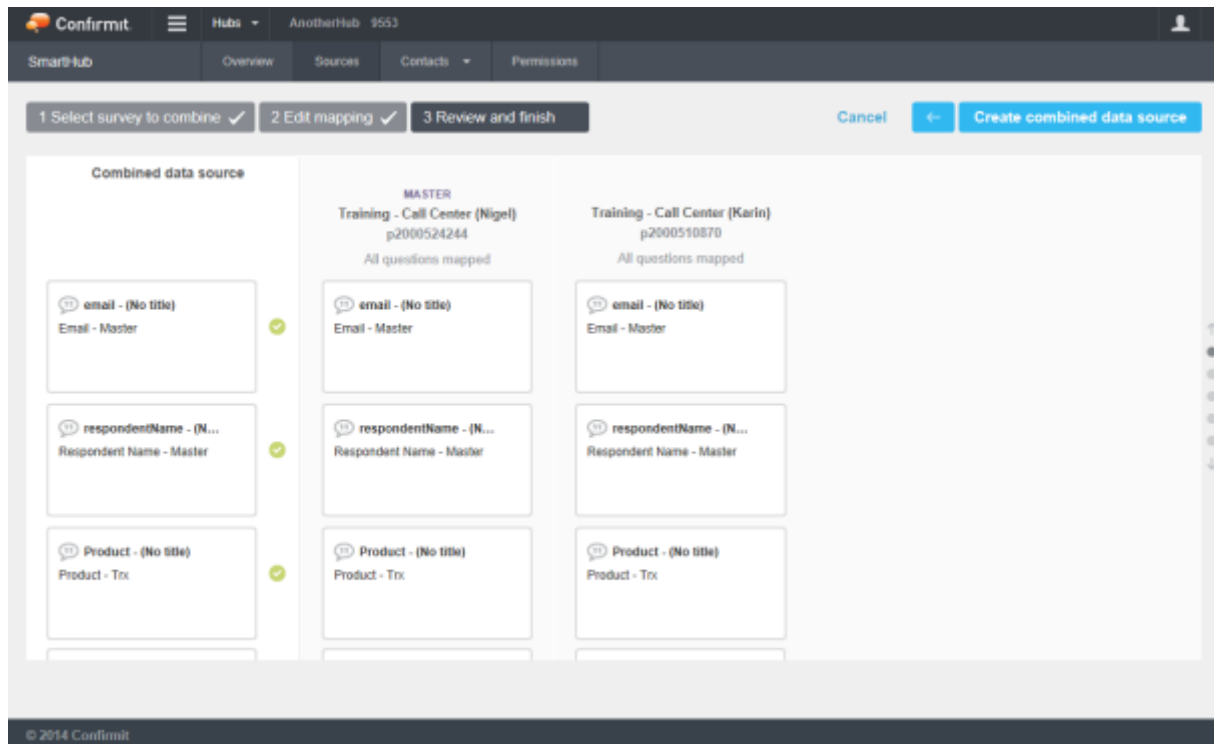 Confirmit. Hubs AnotherHub 9553
SmartHub Overview Sources Contacts Permissions
1 Select survey to combine 2 Edit mapping 3 Review and finish Cancel Create combined data source
Combined data source
MASTER
Training - Call Center (Nigel) Training - Call Center (Karin)
p2000524244 p2000510870
All questions mapped All questions mapped
email - (No title) email - (No title) email - (No title)
Email - Master Email - Master Email - Master
respondentName - (N... respondentName - (N... respondentName - (N...
Respondent Name - Master Respondent Name - Master Respondent Name - Master
Product - (No title) Product - (No title) Product - (No title)
Product - Trx Product - Trx Product - Trx
© 2014 Confirmit